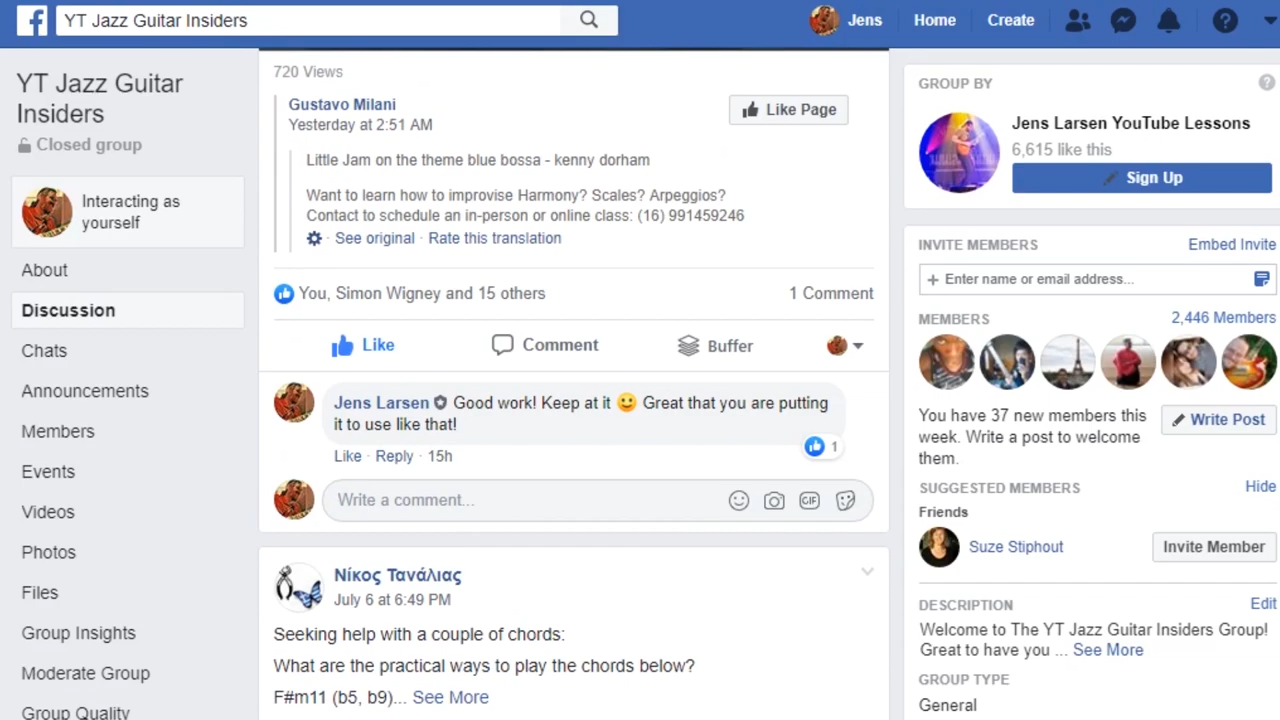 YT Jazz Guitar Insiders
Jens
Home
Create
YT Jazz Guitar
Insiders
Closed group
Interacting as
yourself
About
Discussion
Chats
Announcements
Members
Events
Videos
Photos
Files
Group Insights
Moderate Group
Group Quality
720 Views
Gustavo Milani
Yesterday at 2:51 AM
Like Page
Little Jam on the theme blue bossa - kenny dorham
Want to learn how to improvise Harmony? Scales? Arpeggios?
Contact to schedule an in-person or online class: (16) 991459246
· See original · Rate this translation
You, Simon Wigney and 15 others
1 Comment
Like
Comment
Buffer
Jens Larsen Good work! Keep at it 🙂 Great that you are putting
it to use like that!
1
Like · Reply · 15h
Write a comment...
GIF
Νίκος Τανάλιας
July 6 at 6:49 PM
Seeking help with a couple of chords:
What are the practical ways to play the chords below?
F#m11 (b5, b9)... See More
GROUP BY
?
Jens Larsen YouTube Lessons
6,615 like this
Sign Up
INVITE MEMBERS
Embed Invite
+ Enter name or email address...
MEMBERS
2,446 Members
You have 37 new members this
week. Write a post to welcome
them.
Write Post
SUGGESTED MEMBERS
Hide
Friends
Suze Stiphout
Invite Member
DESCRIPTION
Edit
Welcome to The YT Jazz Guitar Insiders Group!
Great to have you ... See More
GROUP TYPE
General